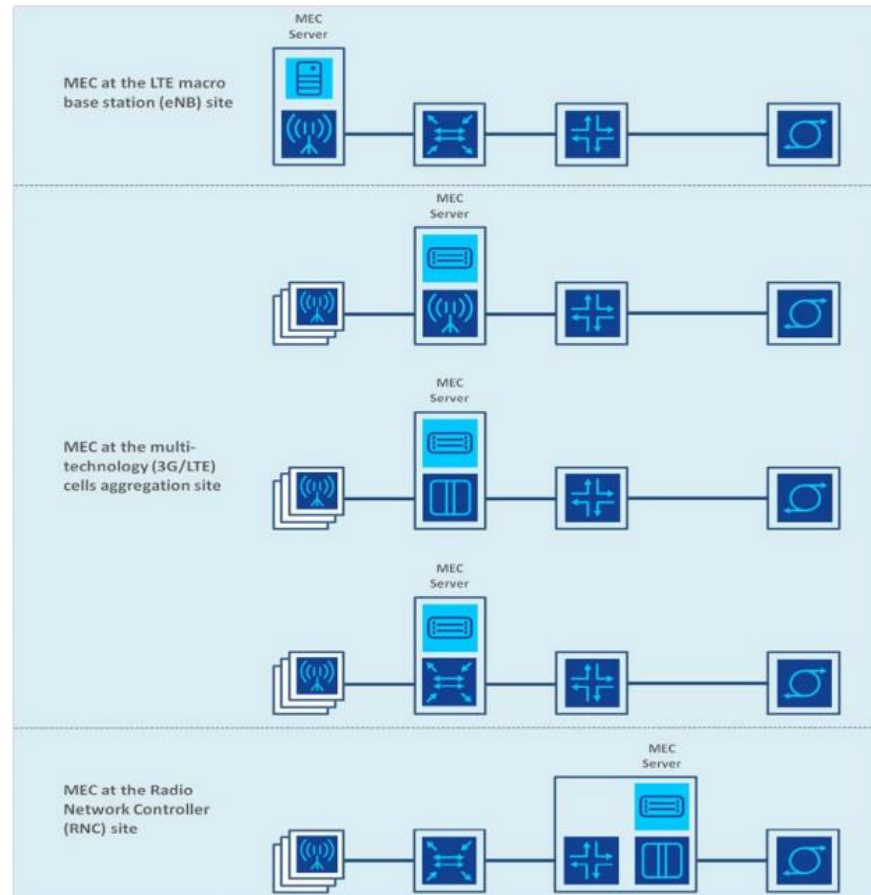 MEC
Server
MEC at the LTE macro
base station (eNB) site
MEC
Server
MEC
Server
MEC at the multi-
technology (3G/LTE)
cells aggregation site
MEC
Server
MEC
Server
MEC at the Radio
Network Controller
(RNC) site